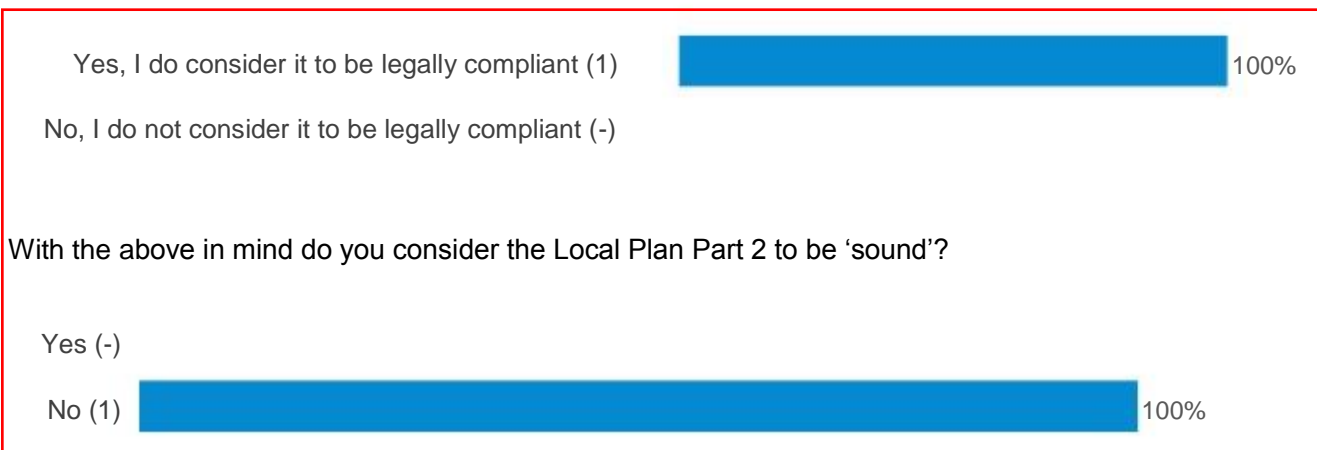 Yes, I do consider it to be legally compliant (1) 100%
No, I do not consider it to be legally compliant (-)
With the above in mind do you consider the Local Plan Part 2 to be ‘sound’?
Yes (-)
No (1) 100%